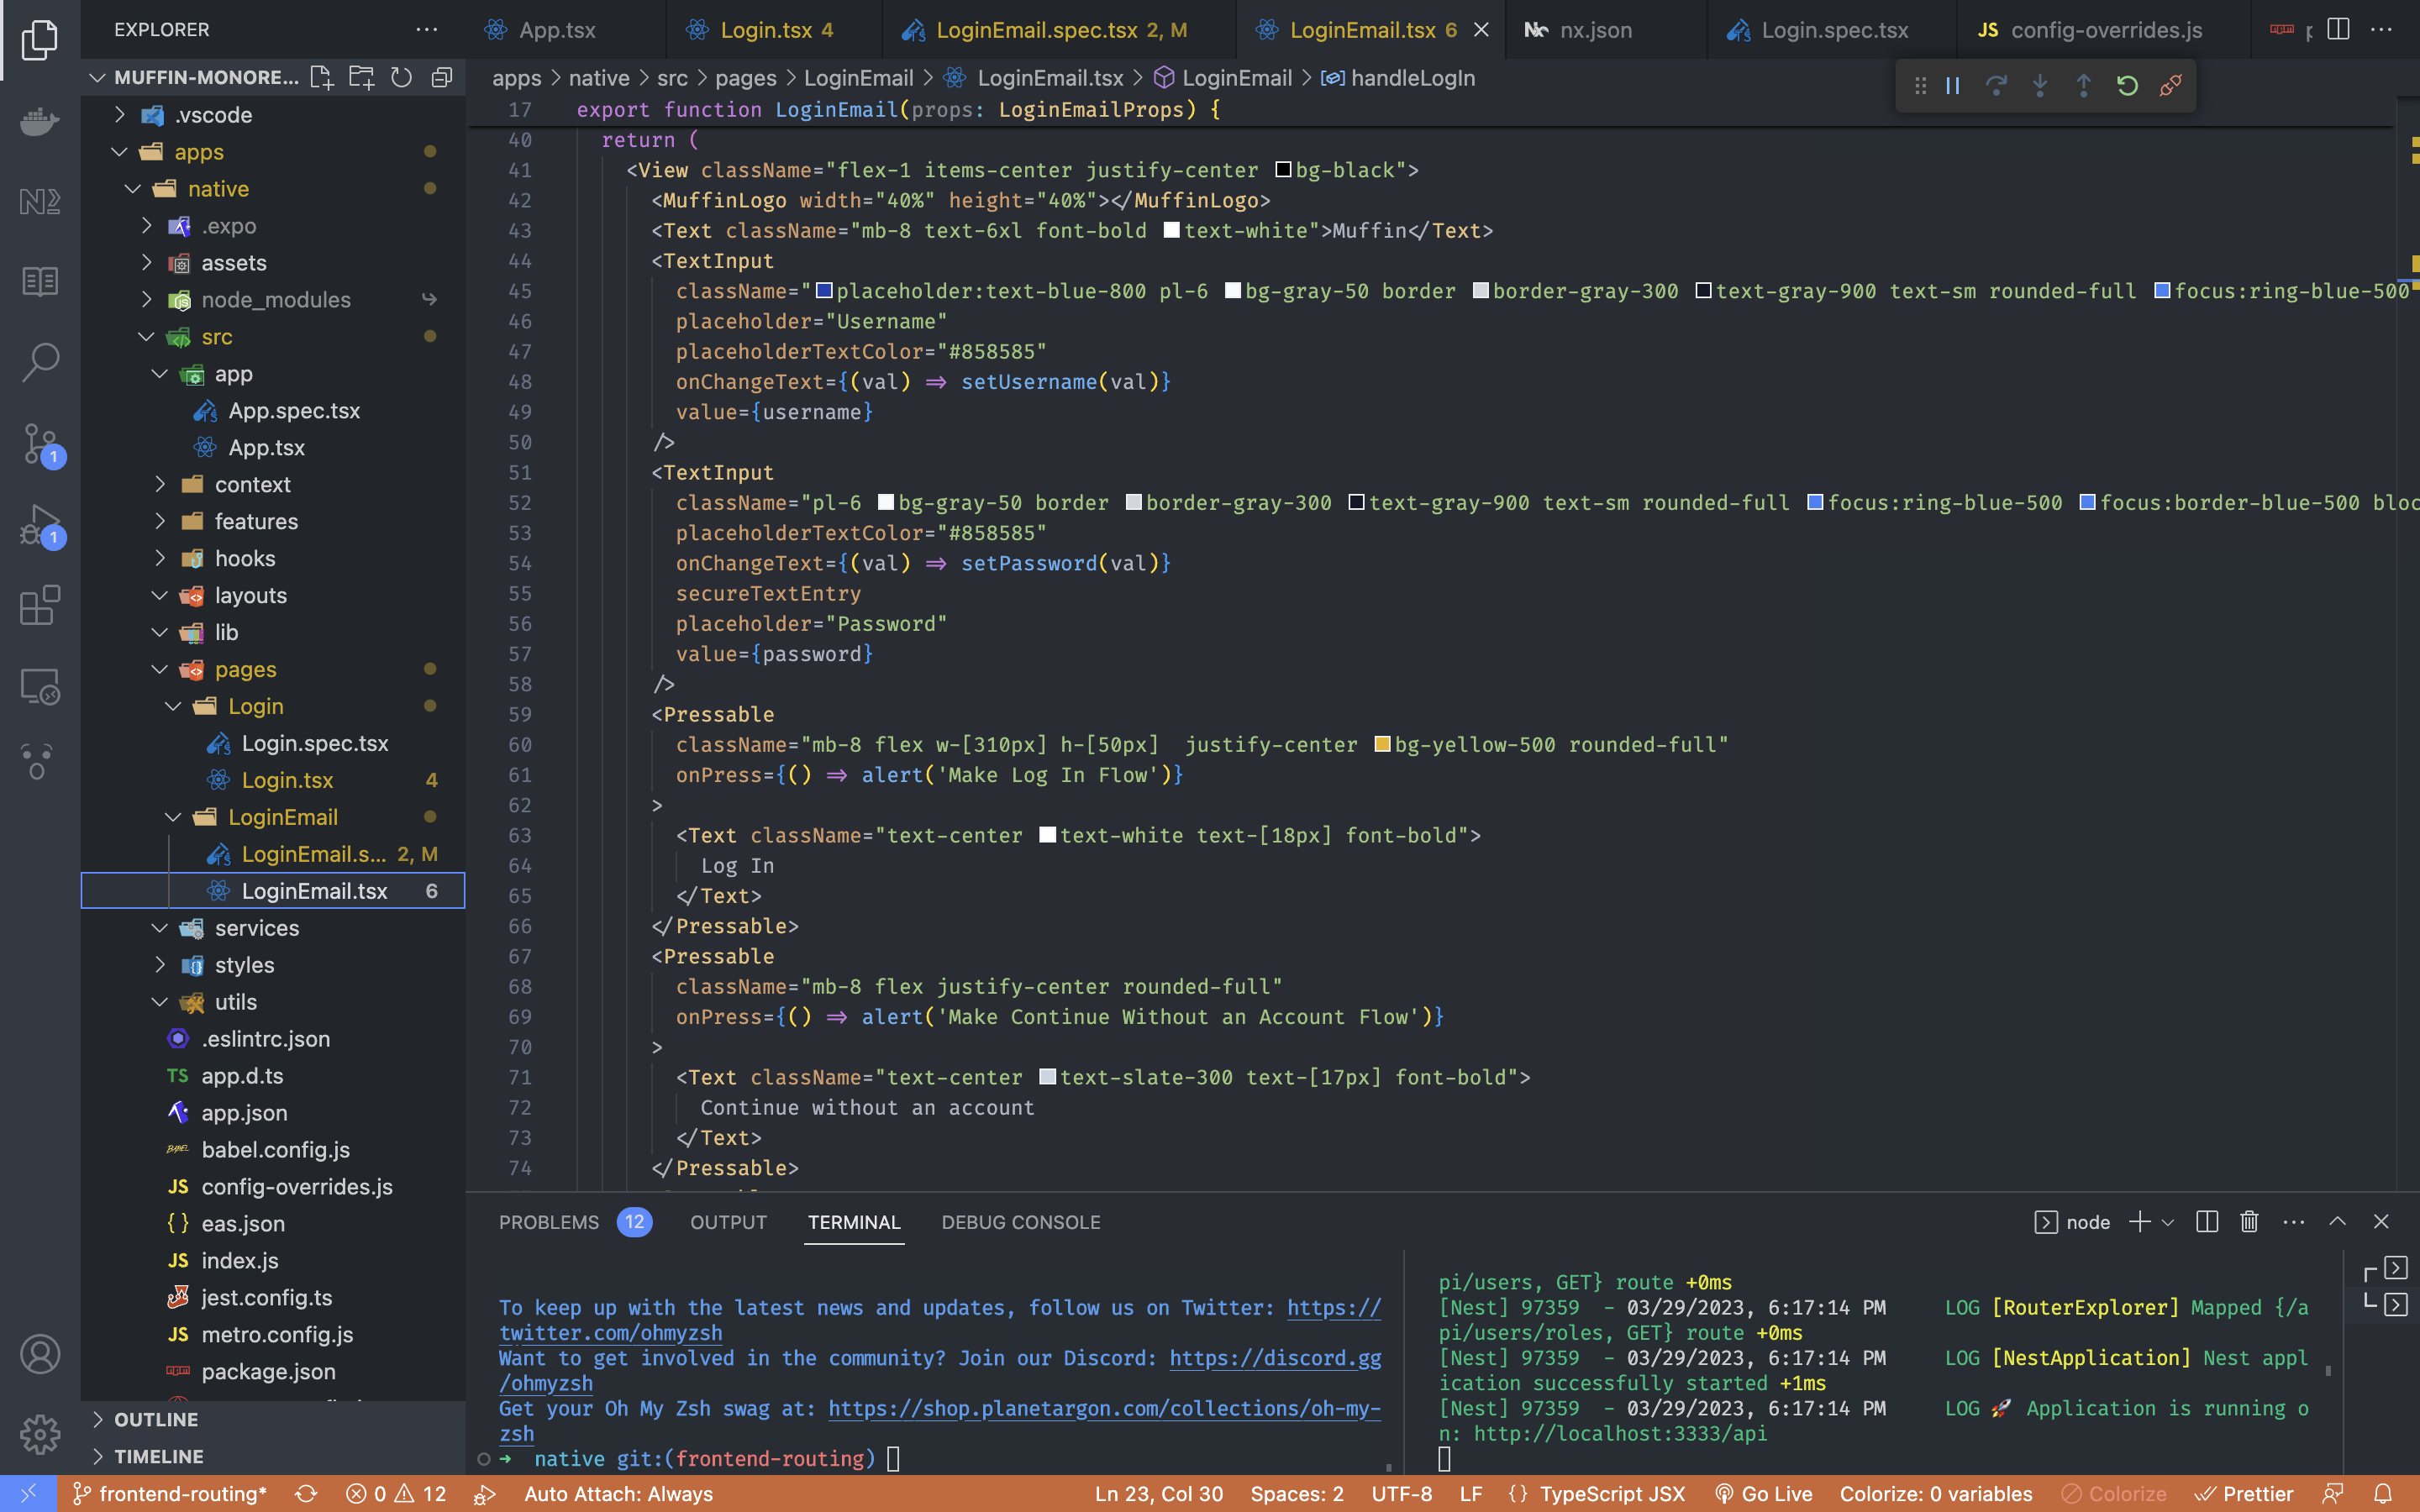 EXPLORER
MUFFIN-MONORE...
.vscode
apps
native
.expo
assets
node_modules
src
app
App.spec.tsx
App.tsx
context
features
hooks
layouts
lib
pages
Login
Login.spec.tsx
Login.tsx 4
LoginEmail
LoginEmail.s... 2, M
LoginEmail.tsx 6
services
styles
utils
.eslintrc.json
TS app.d.ts
app.json
babel.config.js
JS config-overrides.js
{ } eas.json
JS index.js
jest.config.ts
JS metro.config.js
package.json
OUTLINE
TIMELINE
1
1
App.tsx Login.tsx 4 LoginEmail.spec.tsx 2, M LoginEmail.tsx 6 nx.json Login.spec.tsx JS config-overrides.js
apps > native > src > pages > LoginEmail > LoginEmail.tsx > LoginEmail > handleLogIn
17 export function LoginEmail(props: LoginEmailProps) {
40 return (
41 <View className="flex-1 items-center justify-center bg-black">
42 <MuffinLogo width="40%" height="40%"></MuffinLogo>
43 <Text className="mb-8 text-6xl font-bold text-white">Muffin</Text>
44 <TextInput
45 className=" placeholder:text-blue-800 pl-6 bg-gray-50 border border-gray-300 text-gray-900 text-sm rounded-full focus:ring-blue-500
46 placeholder="Username"
47 placeholderTextColor="#858585"
48 onChangeText={(val) => setUsername(val)}
49 value={username}
50 />
51 <TextInput
52 className="pl-6 bg-gray-50 border border-gray-300 text-gray-900 text-sm rounded-full focus:ring-blue-500 focus:border-blue-500 bloc
53 placeholderTextColor="#858585"
54 onChangeText={(val) => setPassword(val)}
55 secureTextEntry
56 placeholder="Password"
57 value={password}
58 />
59 <Pressable
60 className="mb-8 flex w-[310px] h-[50px]  justify-center bg-yellow-500 rounded-full"
61 onPress={() => alert('Make Log In Flow')}
62 >
63 <Text className="text-center text-white text-[18px] font-bold">
64 Log In
65 </Text>
66 </Pressable>
67 <Pressable
68 className="mb-8 flex justify-center rounded-full"
69 onPress={() => alert('Make Continue Without an Account Flow')}
70 >
71 <Text className="text-center text-slate-300 text-[17px] font-bold">
72 Continue without an account
73 </Text>
74 </Pressable>
PROBLEMS 12 OUTPUT TERMINAL DEBUG CONSOLE
node
To keep up with the latest news and updates, follow us on Twitter: https://
twitter.com/ohmyzsh
Want to get involved in the community? Join our Discord: https://discord.gg
/ohmyzsh
Get your Oh My Zsh swag at: https://shop.planetargon.com/collections/oh-my-
zsh
→ native git:(frontend-routing)
pi/users, GET} route +0ms
[Nest] 97359 - 03/29/2023, 6:17:14 PM LOG [RouterExplorer] Mapped {/a
pi/users/roles, GET} route +0ms
[Nest] 97359 - 03/29/2023, 6:17:14 PM LOG [NestApplication] Nest appl
ication successfully started +1ms
[Nest] 97359 - 03/29/2023, 6:17:14 PM LOG 🚀 Application is running o
n: http://localhost:3333/api
frontend-routing* 0 12 Auto Attach: Always Ln 23, Col 30 Spaces: 2 UTF-8 LF { } TypeScript JSX Go Live Colorize: 0 variables Colorize Prettier